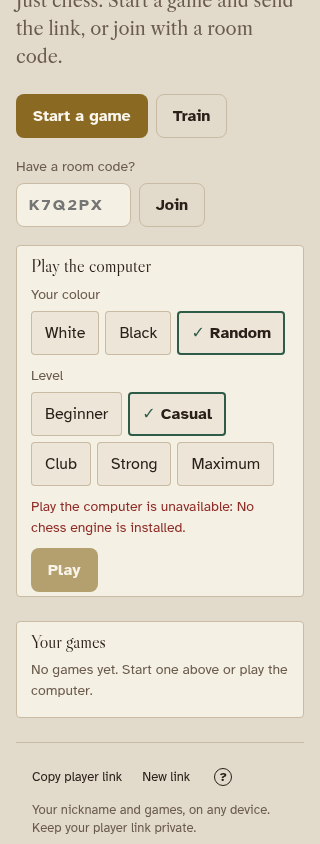 just chess. Start a game and send
the link, or join with a room
code.
Start a game Train
Have a room code?
K7Q2PX Join
Play the computer
Your colour
White Black ✓ Random
Level
Beginner ✓ Casual
Club Strong Maximum
Play the computer is unavailable: No
chess engine is installed.
Play
Your games
No games yet. Start one above or play the
computer.
Copy player link New link ?
Your nickname and games, on any device.
Keep your player link private.